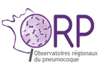 ORP
Observatoires régionaux
du pneumocoque